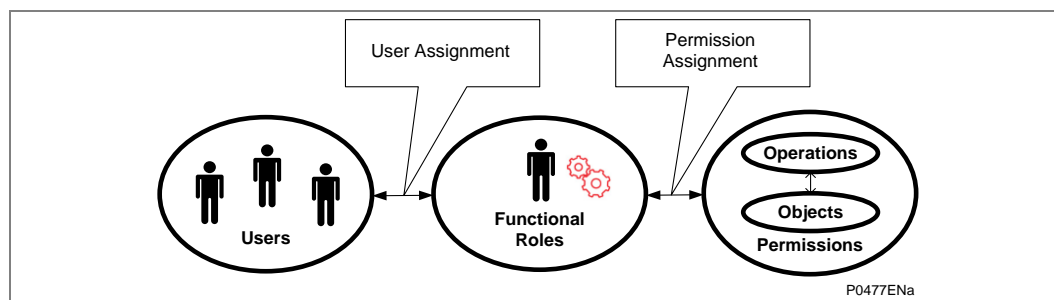 User Assignment
Permission
Assignment
Operations
Objects
Permissions
Functional
Roles
Users
P0477ENa